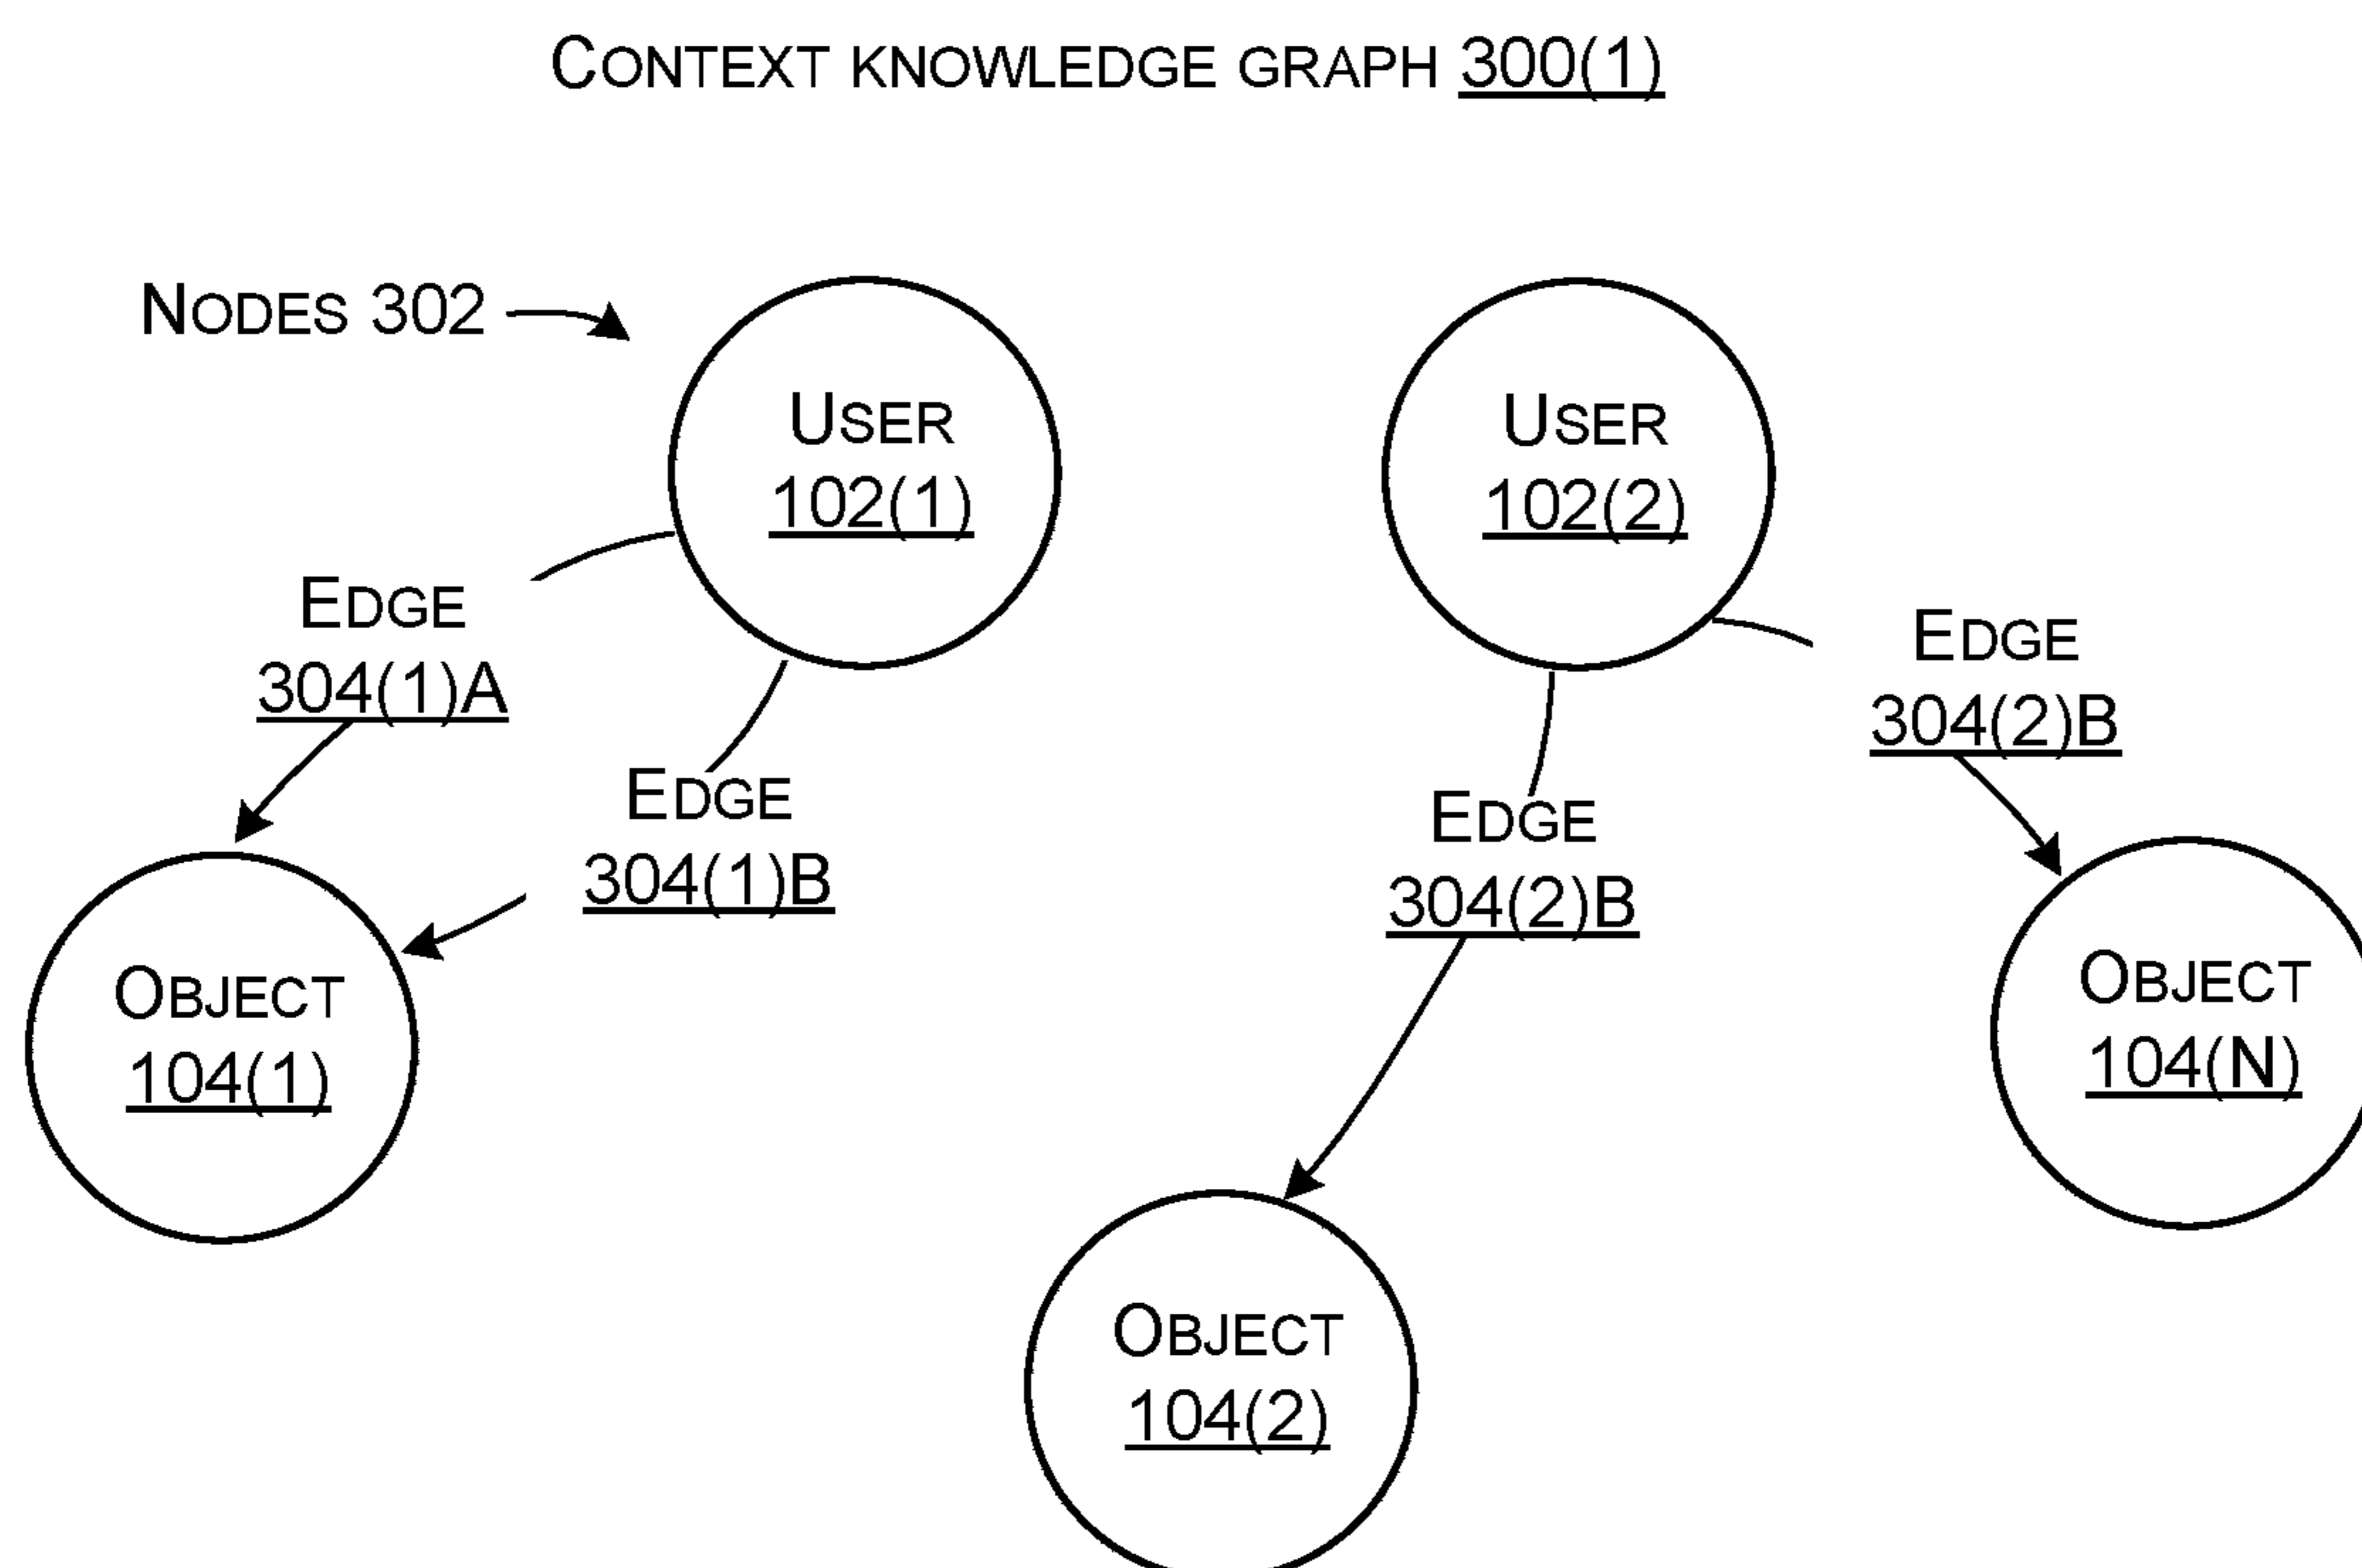 CONTEXT KNOWLEDGE GRAPH 300(1)
NODES 302
USER
102(1)
USER
102(2)
EDGE
304(1)A
EDGE
304(2)B
EDGE
304(1)B
EDGE
304(2)B
OBJECT
104(1)
OBJECT
104(N)
OBJECT
104(2)